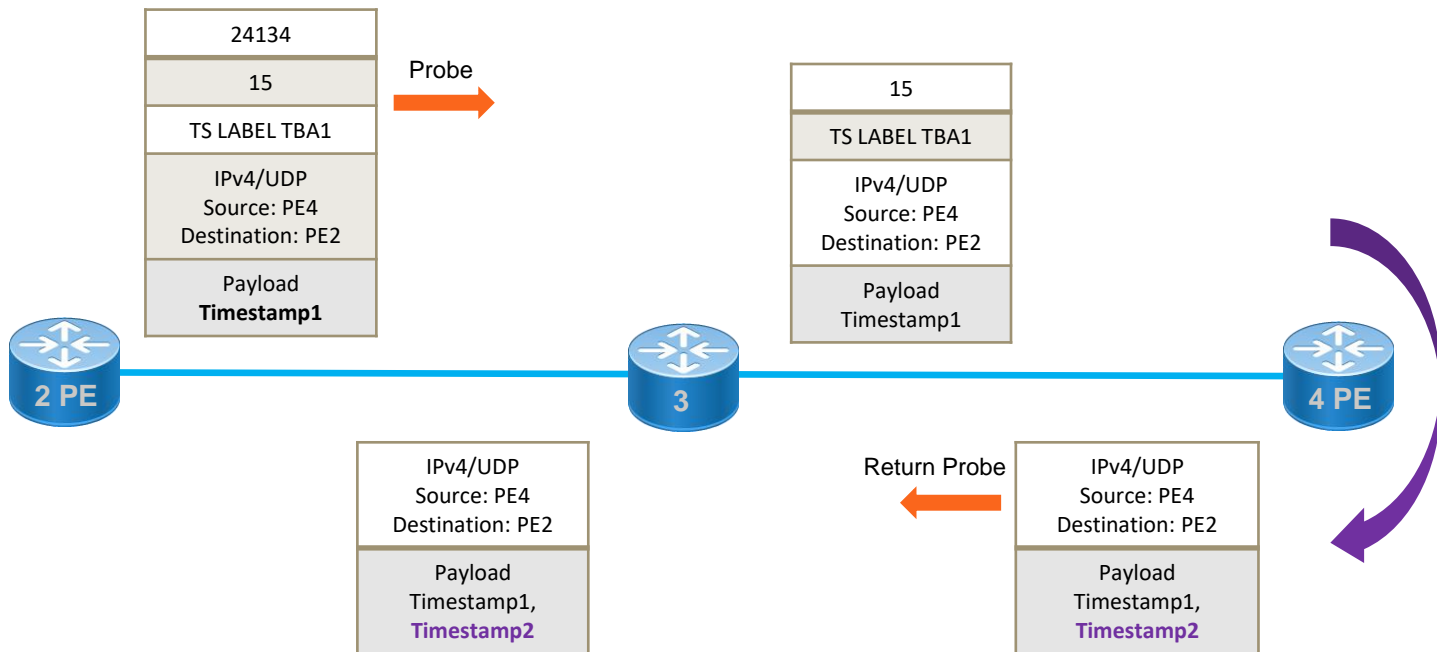 24134
15
TS LABEL TBA1
IPv4/UDP
Source: PE4
Destination: PE2
Payload
Timestamp1
Probe
15
TS LABEL TBA1
IPv4/UDP
Source: PE4
Destination: PE2
Payload
Timestamp1
2 PE
3
4 PE
IPv4/UDP
Source: PE4
Destination: PE2
Payload
Timestamp1,
Timestamp2
Return Probe
IPv4/UDP
Source: PE4
Destination: PE2
Payload
Timestamp1,
Timestamp2